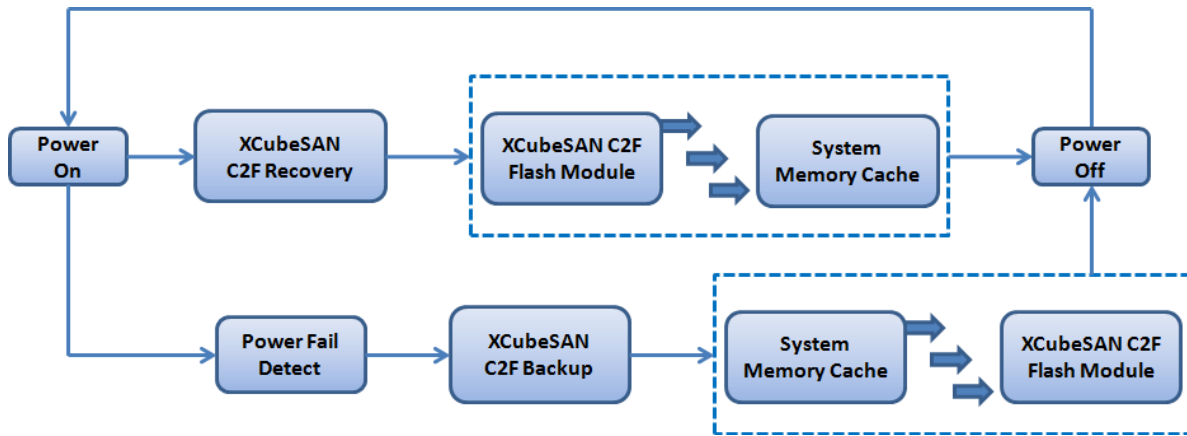 Power
On
XCubeSAN
C2F Recovery
XCubeSAN C2F
Flash Module
System
Memory Cache
Power
Off
Power Fail
Detect
XCubeSAN
C2F Backup
System
Memory Cache
XCubeSAN C2F
Flash Module